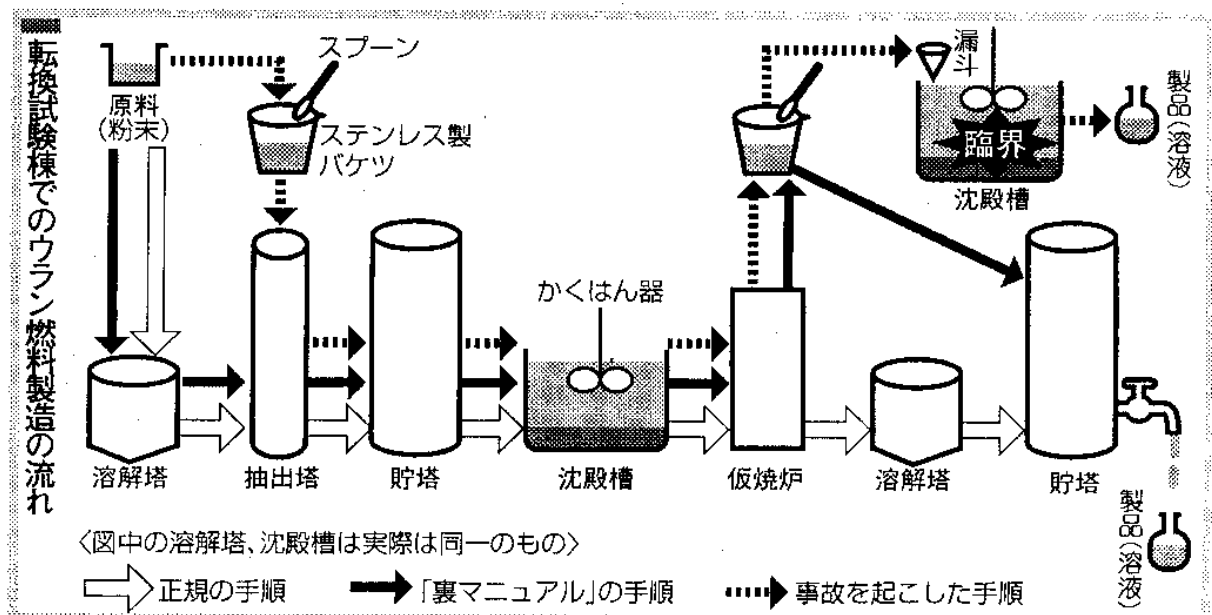 転換試験棟でのウラン燃料製造の流れ
原料
(粉末)
スプーン
ステンレス製
バケツ
漏斗
臨界
沈殿槽
製品(溶液)
かくはん器
溶解塔
抽出塔
貯塔
沈殿槽
仮焼炉
溶解塔
貯塔
製品(溶液)
〈図中の溶解塔、沈殿槽は実際は同一のもの〉
正規の手順
「裏マニュアル」の手順
事故を起こした手順